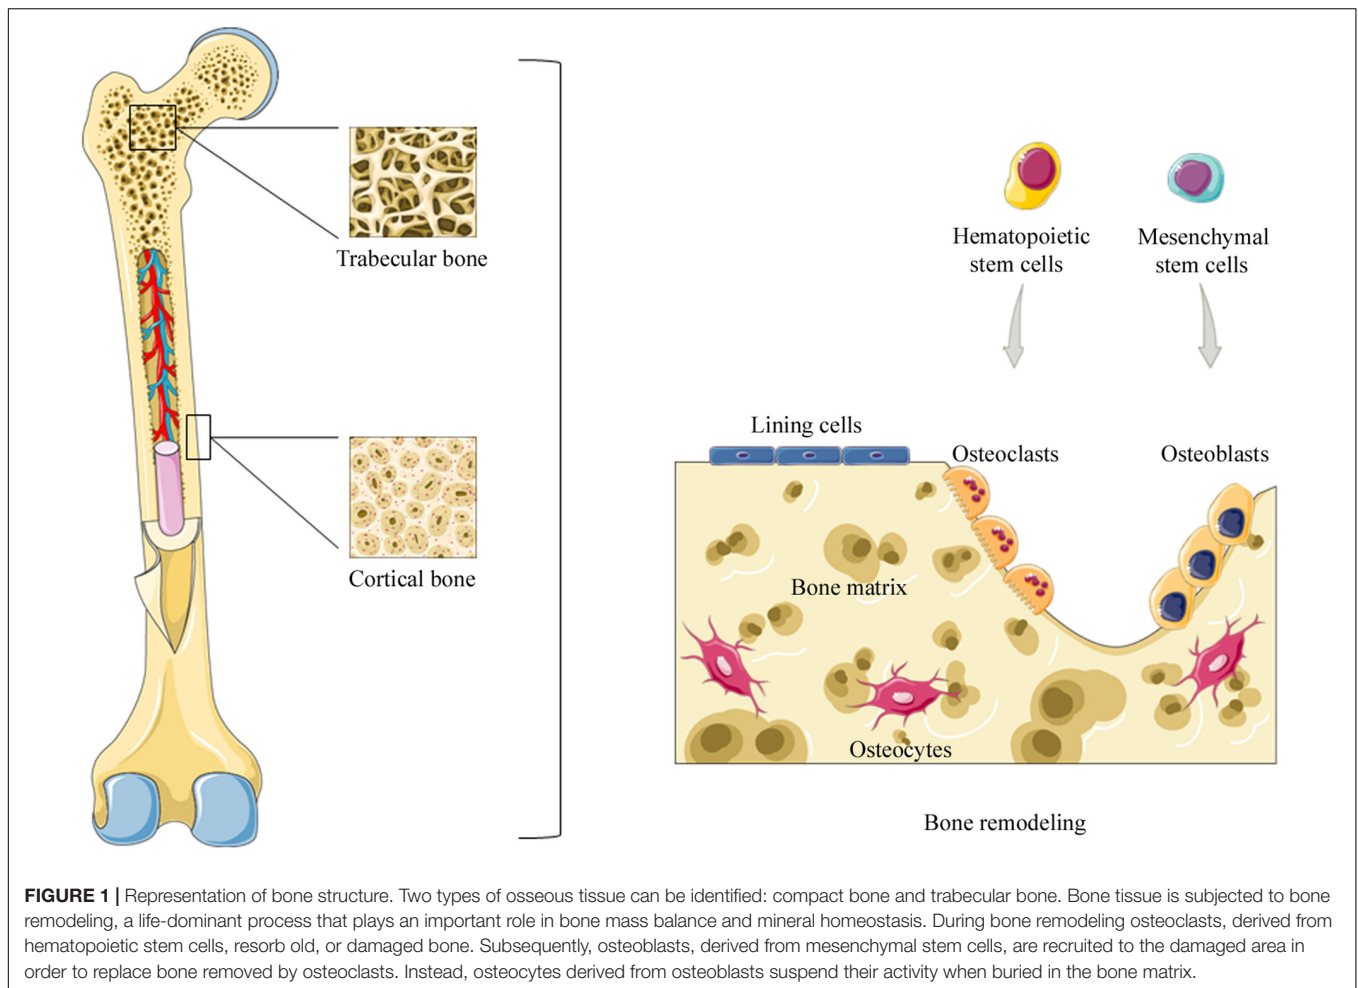 Trabecular bone
Cortical bone
Hematopoietic
stem cells
Mesenchymal
stem cells
Lining cells
Osteoclasts
Osteoblasts
Bone matrix
Osteocytes
Bone remodeling
FIGURE 1 | Representation of bone structure. Two types of osseous tissue can be identified: compact bone and trabecular bone. Bone tissue is subjected to bone
remodeling, a life-dominant process that plays an important role in bone mass balance and mineral homeostasis. During bone remodeling osteoclasts, derived from
hematopoietic stem cells, resorb old, or damaged bone. Subsequently, osteoblasts, derived from mesenchymal stem cells, are recruited to the damaged area in
order to replace bone removed by osteoclasts. Instead, osteocytes derived from osteoblasts suspend their activity when buried in the bone matrix.